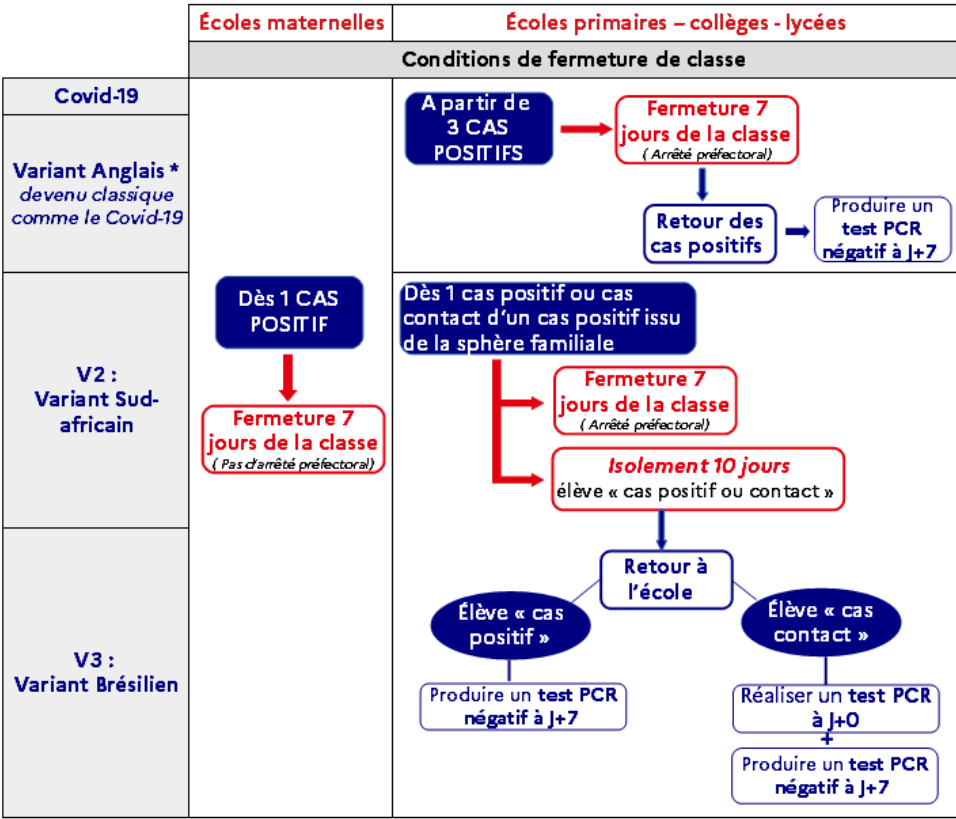 Écoles maternelles
Écoles primaires – collèges - lycées
Conditions de fermeture de classe
Covid-19
Variant Anglais *
devenu classique
comme le Covid-19
A partir de
3 CAS
POSITIFS
Fermeture 7
jours de la classe
( Arrêté préfectoral)
Retour des
cas positifs
Produire un
test PCR
négatif à J+7
V2 :
Variant Sud-
africain
V3 :
Variant Brésilien
Dès 1 CAS
POSITIF
Fermeture 7
jours de la classe
( Pas d'arrêté préfectoral)
Dès 1 cas positif ou cas
contact d'un cas positif issu
de la sphère familiale
Fermeture 7
jours de la classe
( Arrêté préfectoral)
Isolement 10 jours
élève « cas positif ou contact »
Retour à
l'école
Élève « cas
positif »
Produire un test PCR
négatif à J+7
Élève « cas
contact »
Réaliser un test PCR
à J+0
+
Produire un test PCR
négatif à J+7